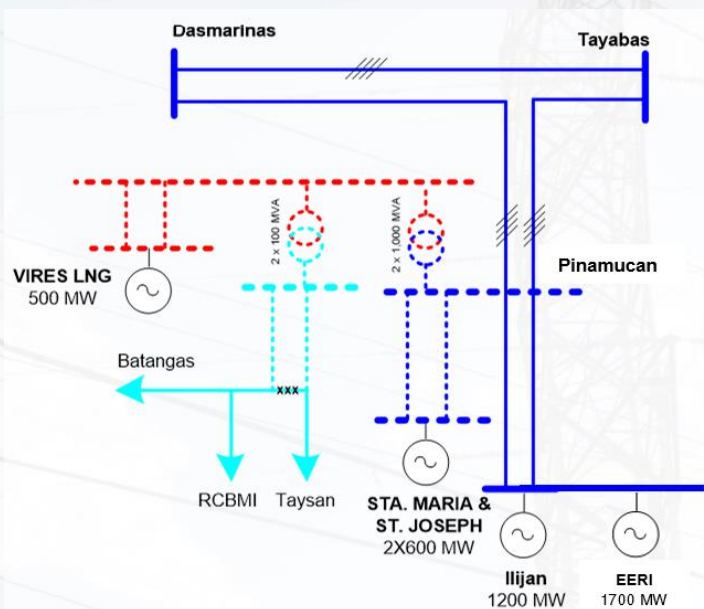 Dasmarinas
Tayabas
2 x 100 MVA
2 x 1,000 MVA
Pinamucan
VIRES LNG
500 MW
Batangas
xxx
RCBMI
Taysan
STA. MARIA &
ST. JOSEPH
2X600 MW
Ilijan
1200 MW
EERI
1700 MW